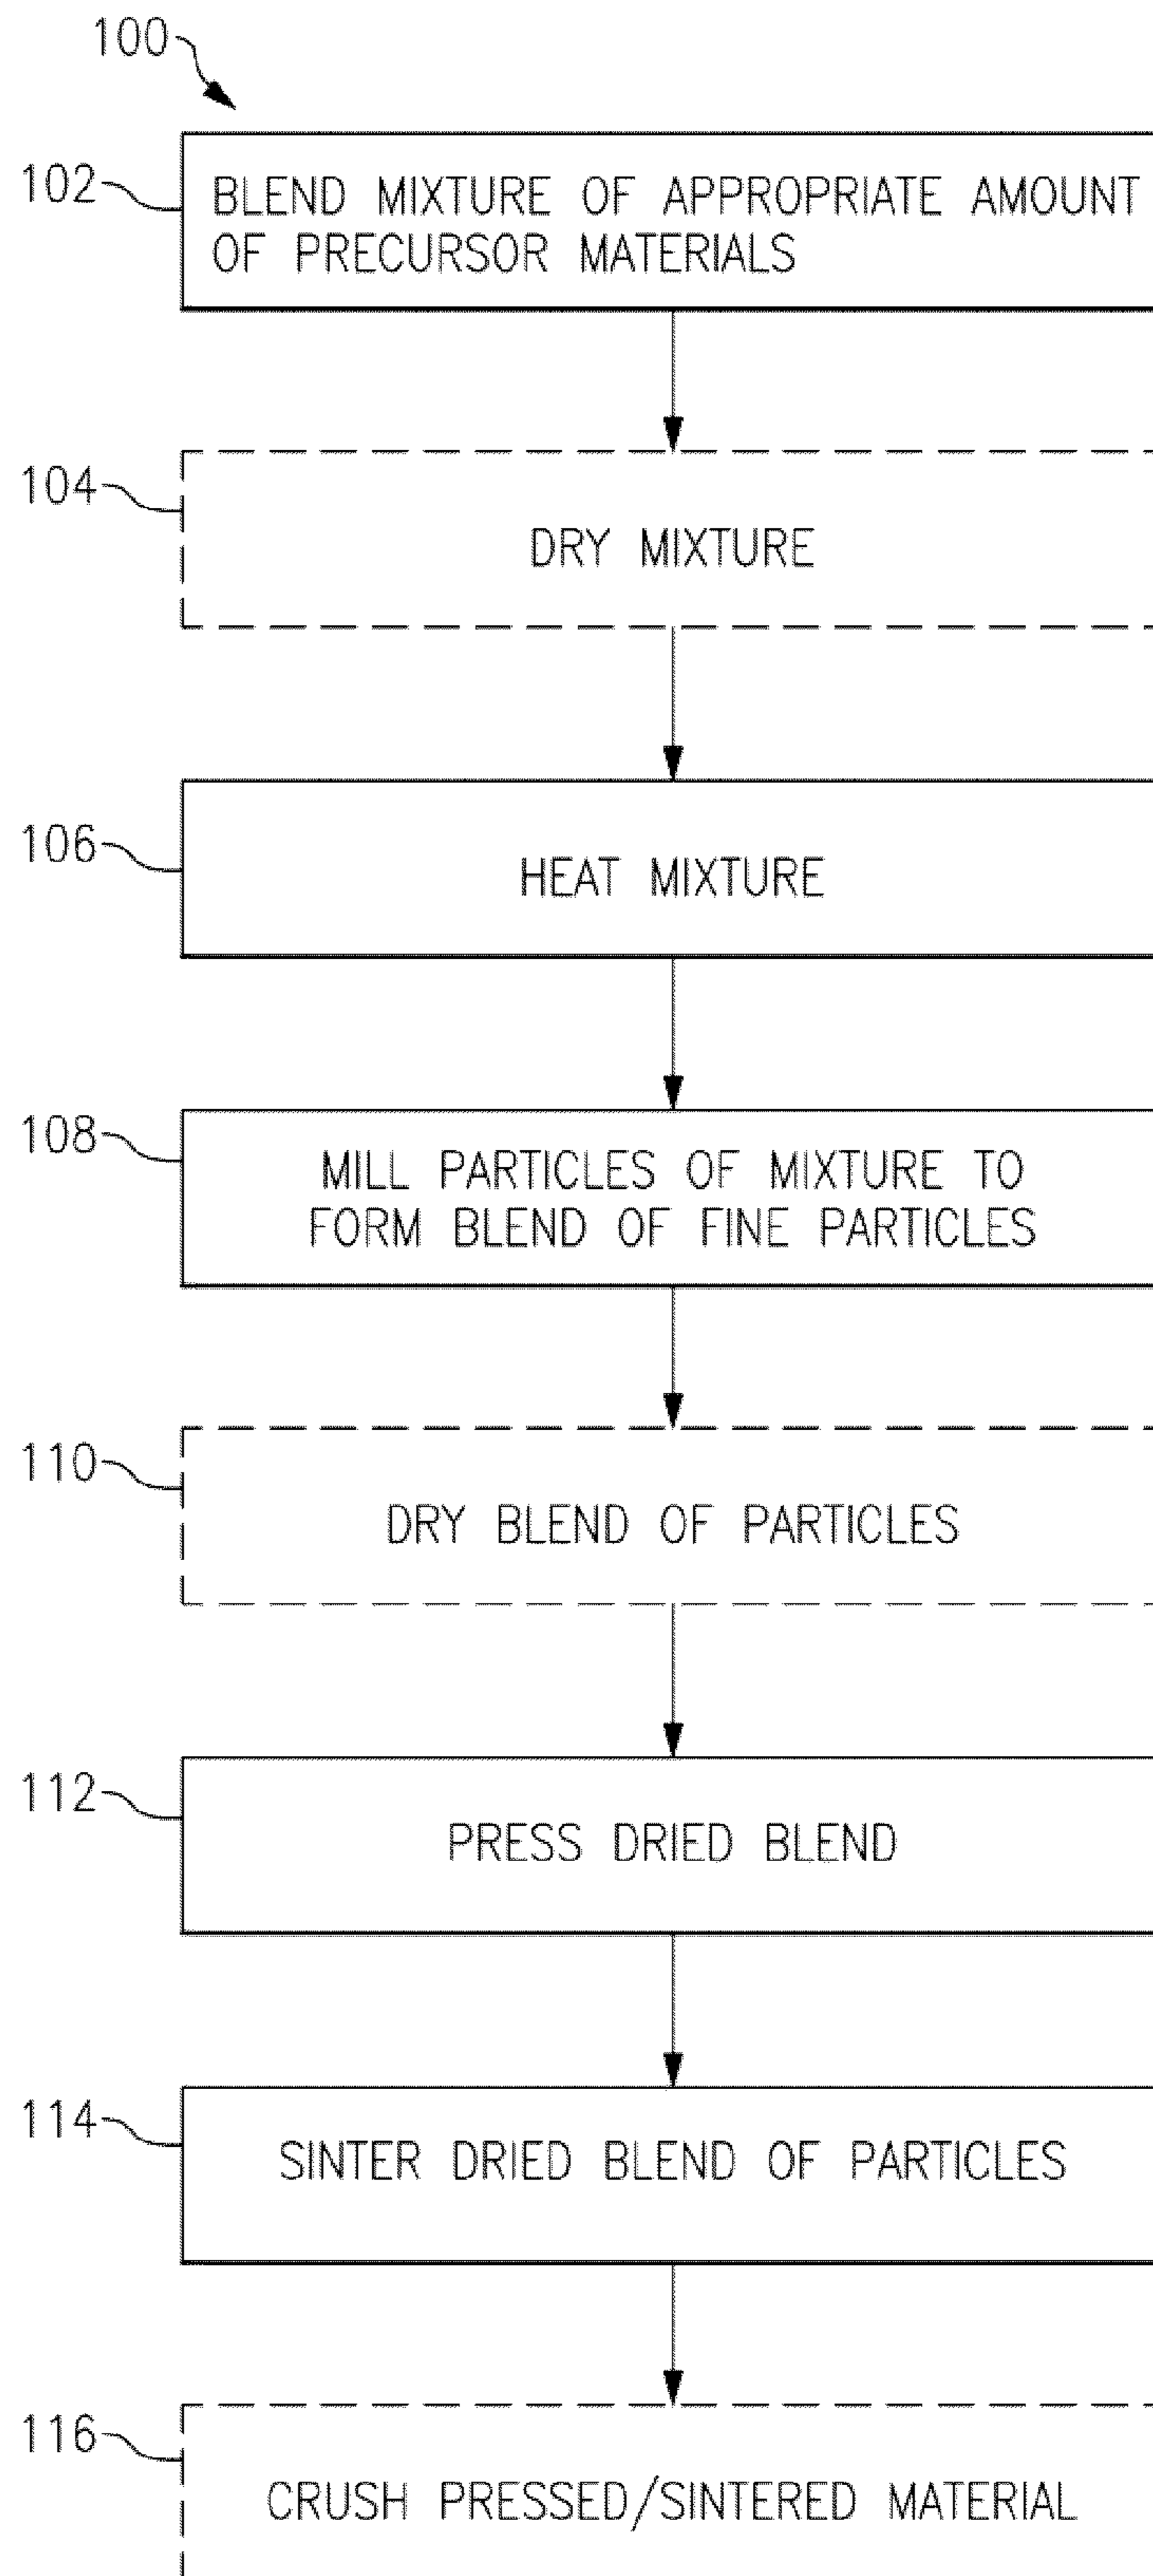 100
102
BLEND MIXTURE OF APPROPRIATE AMOUNT
OF PRECURSOR MATERIALS
104
DRY MIXTURE
106
HEAT MIXTURE
108
MILL PARTICLES OF MIXTURE TO
FORM BLEND OF FINE PARTICLES
110
DRY BLEND OF PARTICLES
112
PRESS DRIED BLEND
114
SINTER DRIED BLEND OF PARTICLES
116
CRUSH PRESSED/SINTERED MATERIAL